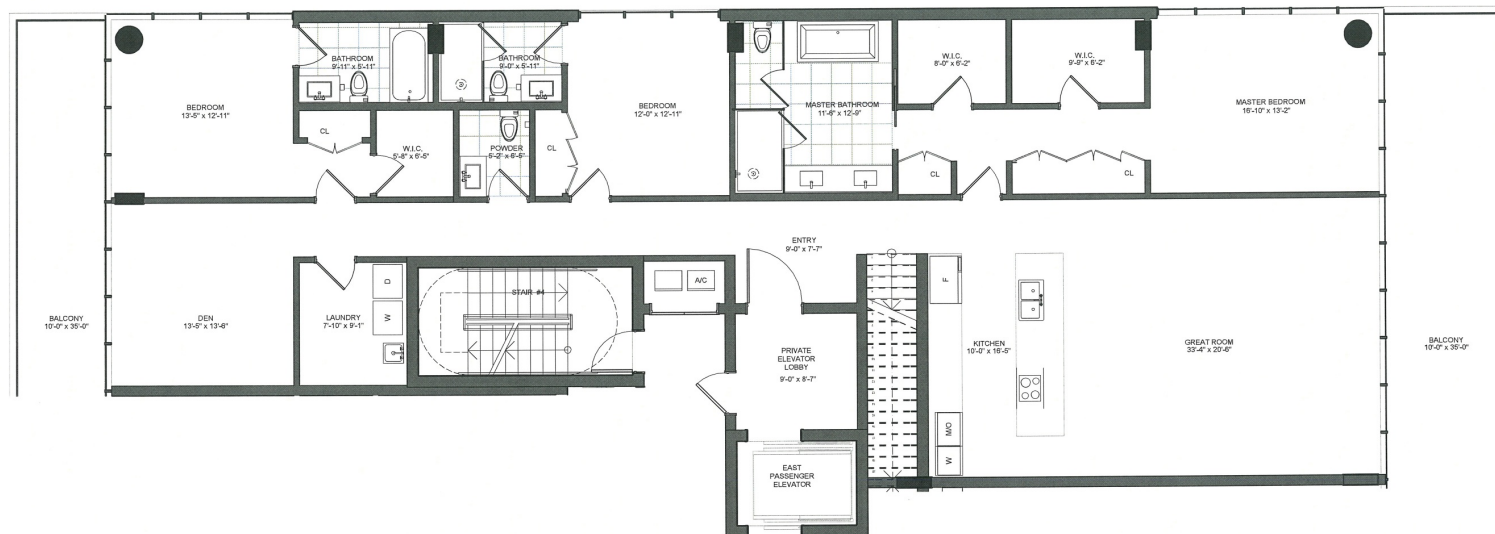 BATHROOM
9'-11" x 5'-11"
BATHROOM
9'-0" x 5'-11"
W.I.C.
8'-0" x 6'-2"
W.I.C.
9'-9" x 6'-2"
BEDROOM
13'-5" x 12'-11"
BEDROOM
12'-0" x 12'-11"
MASTER BATHROOM
11'-6" x 12'-9"
MASTER BEDROOM
16'-10" x 13'-2"
CL
W.I.C.
5'-8" x 6'-5"
POWDER
5'-2" x 6'-5"
CL
CL
CL
ENTRY
9'-0" x 7'-7"
BALCONY
10'-0" x 35'-0"
DEN
13'-5" x 13'-6"
LAUNDRY
7'-10" x 9'-1"
D
W
STAIR #4
A/C
PRIVATE
ELEVATOR
LOBBY
9'-0" x 8'-7"
F
KITCHEN
10'-0" x 16'-5"
GREAT ROOM
33'-4" x 20'-6"
BALCONY
10'-0" x 35'-0"
M/O
W
EAST
PASSENGER
ELEVATOR